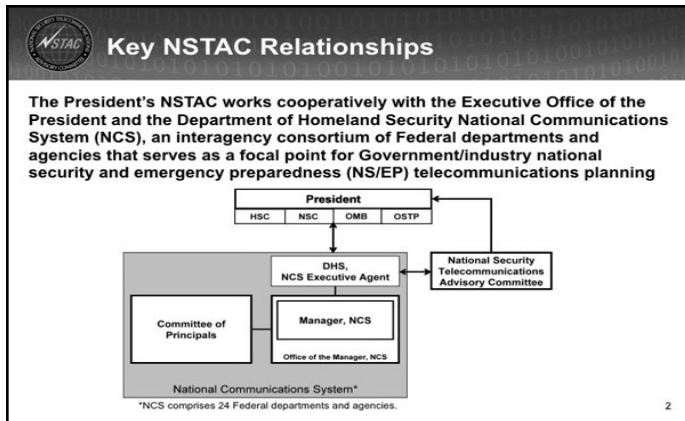 NSTAC
Key NSTAC Relationships
The President's NSTAC works cooperatively with the Executive Office of the
President and the Department of Homeland Security National Communications
System (NCS), an interagency consortium of Federal departments and
agencies that serves as a focal point for Government/industry national
security and emergency preparedness (NS/EP) telecommunications planning
President
HSC NSC OMB OSTP
DHS,
NCS Executive Agent
National Security
Telecommunications
Advisory Committee
Committee of
Principals
Manager, NCS
Office of the Manager, NCS
National Communications System*
*NCS comprises 24 Federal departments and agencies.
2